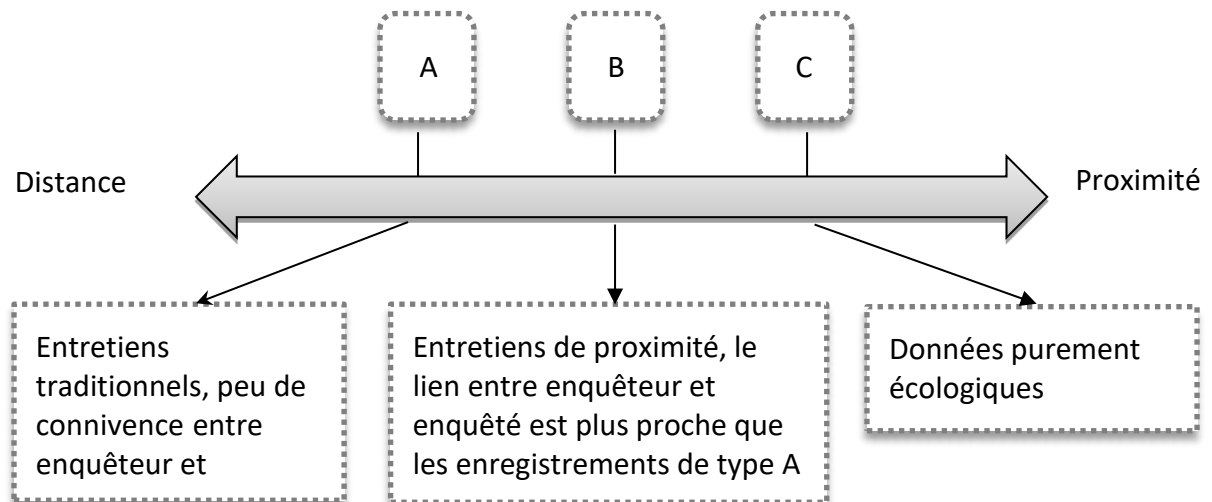 A
B
C
Distance
Proximité
Entretiens
traditionnels, peu de
connivence entre
enquêteur et
Entretiens de proximité, le
lien entre enquêteur et
enquêté est plus proche que
les enregistrements de type A
Données purement
écologiques